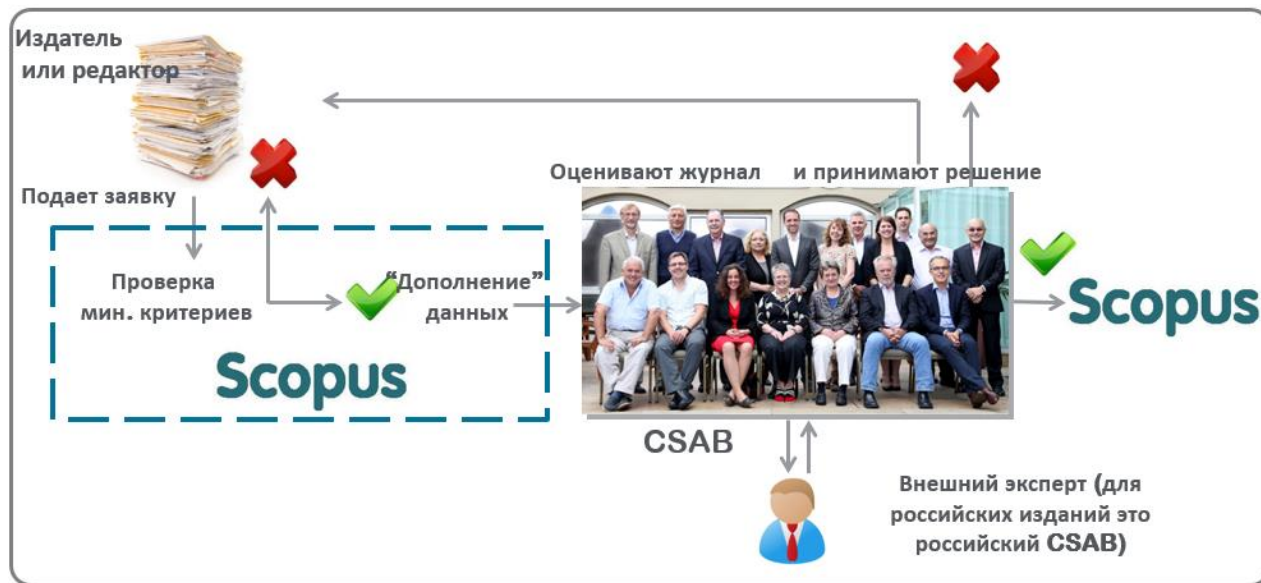 Издатель
или редактор
Подает заявку
Проверка
мин. критериев
“Дополнение”
данных
Scopus
Оценивают журнал
и принимают решение
CSAB
Scopus
Внешний эксперт (для
российских изданий это
российский CSAB)